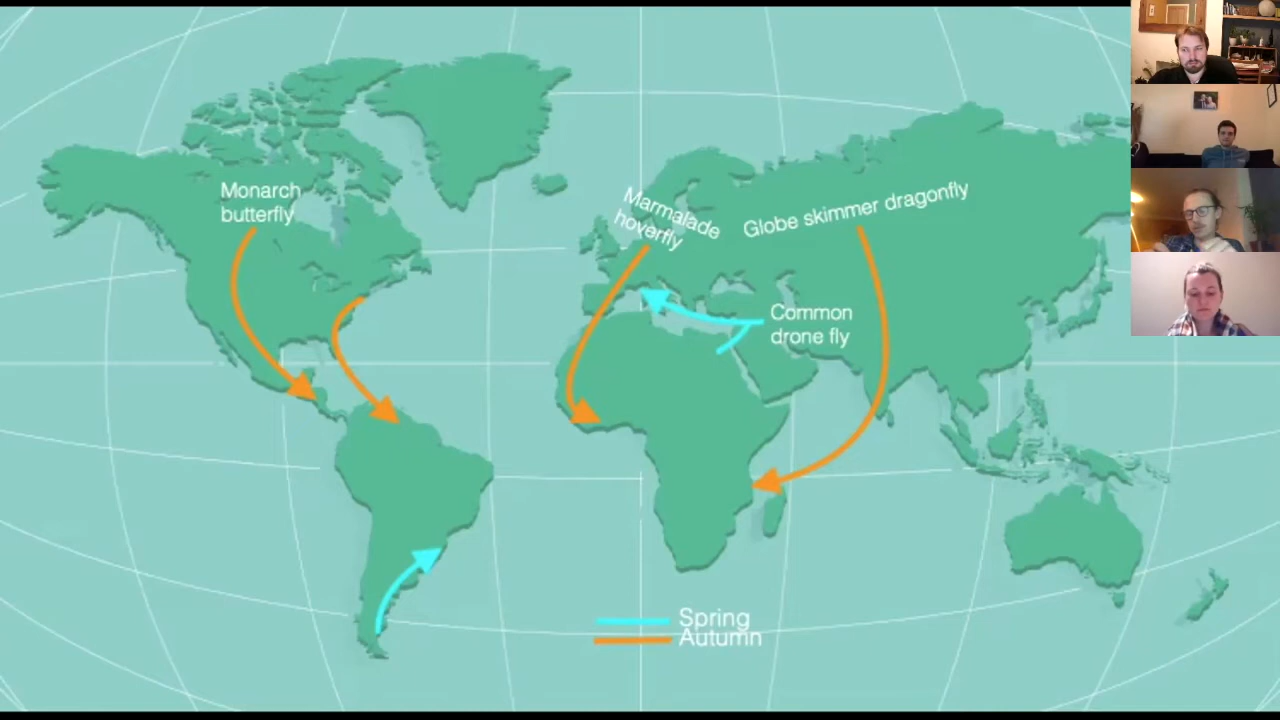 Monarch
butterfly
Marmalade
hoverfly
Globe skimmer dragonfly
Common
drone fly
Spring
Autumn